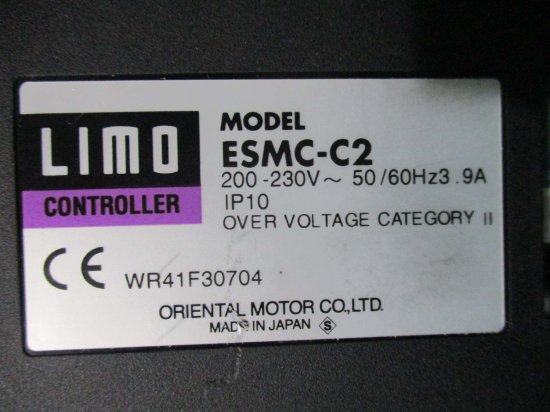 LIMO
CONTROLLER
MODEL
ESMC-C2
200-230V~ 50/60Hz3.9A
IP10
OVER VOLTAGE CATEGORY II
CE WR41F30704
ORIENTAL MOTOR CO.,LTD.
MADE IN JAPAN S